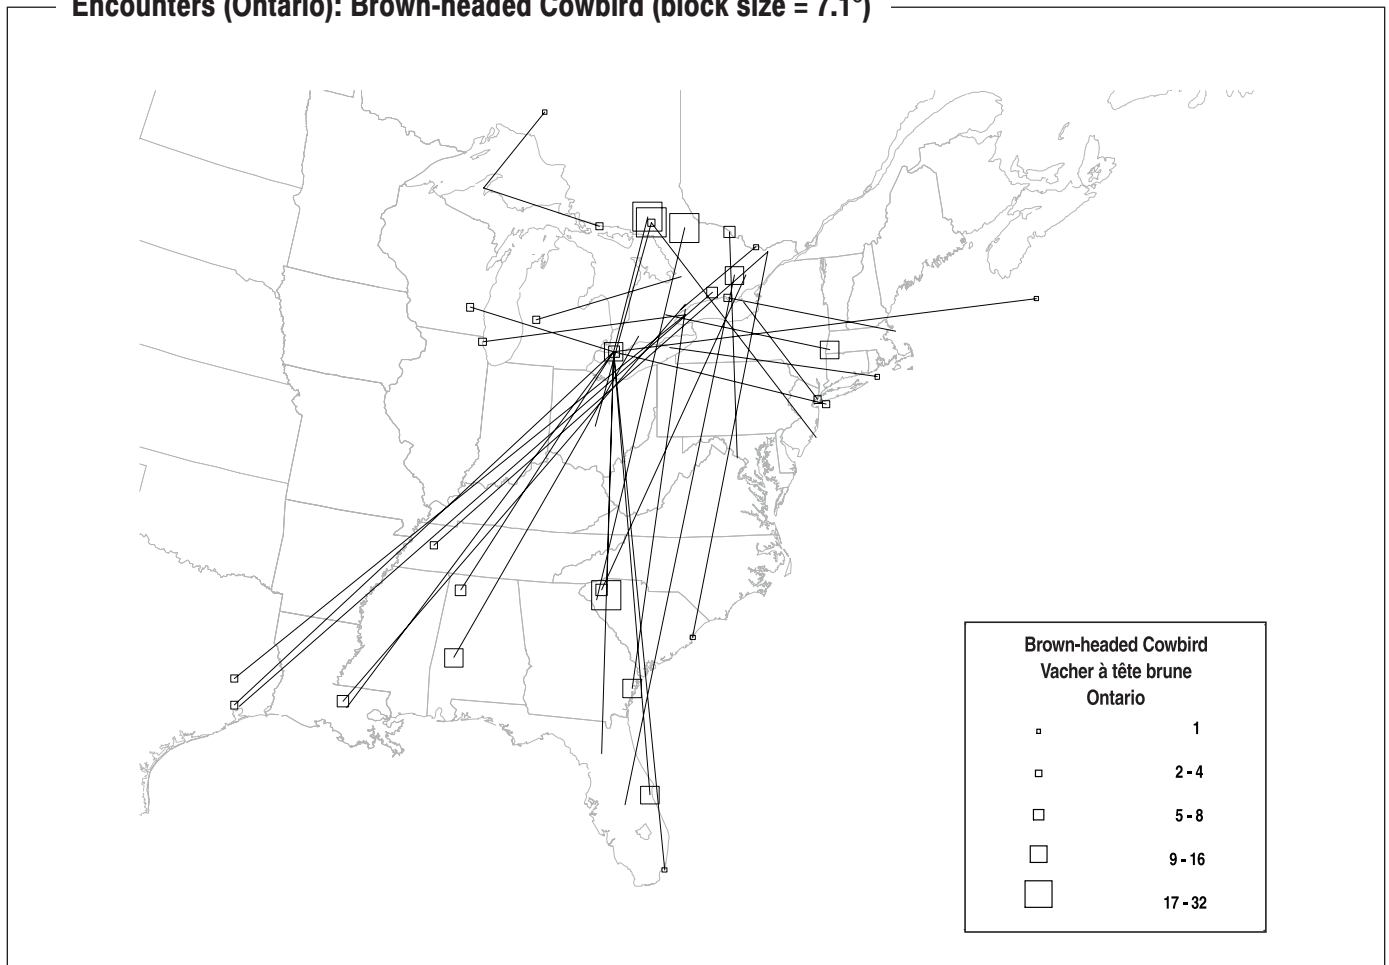 Encounters (Ontario): Brown-headed Cowbird (block size = 7.1°)
Brown-headed Cowbird
Vacher à tête brune
Ontario
1
2 - 4
5 - 8
9 - 16
17 - 32